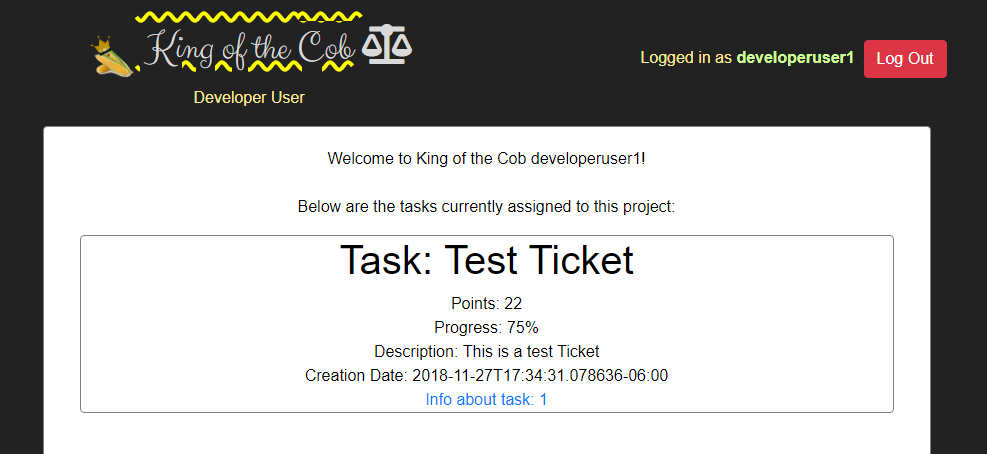 King of the Cob
Logged in as developeruser1
Log Out
Developer User
Welcome to King of the Cob developeruser1!
Below are the tasks currently assigned to this project:
Task: Test Ticket
Points: 22
Progress: 75%
Description: This is a test Ticket
Creation Date: 2018-11-27T17:34:31.078636-06:00
Info about task: 1